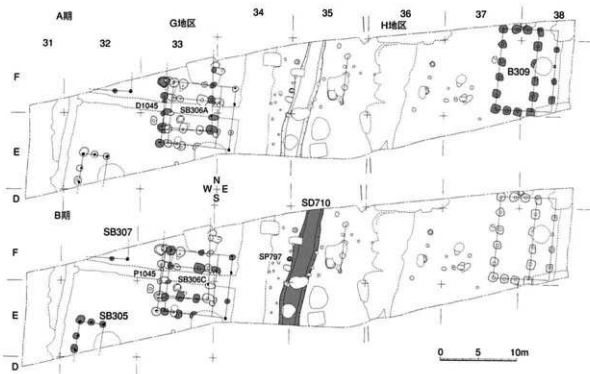 A期 G地区 H地区
31 32 33 34 35 36 37 38
F
D1045
SB306A
B309
E
D
N
W E
S
B期
SB307
SD710
F
SP797
P1045
SB306C
E
SB305
D
0 5 10m